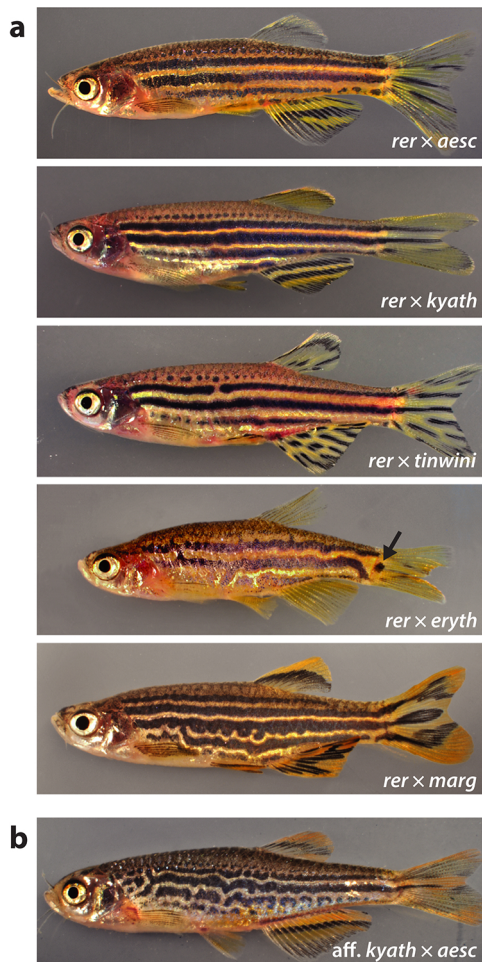 a
rer × aesc
rer × kyath
rer × tinwini
rer × eryth
rer × marg
b
aff. kyath × aesc